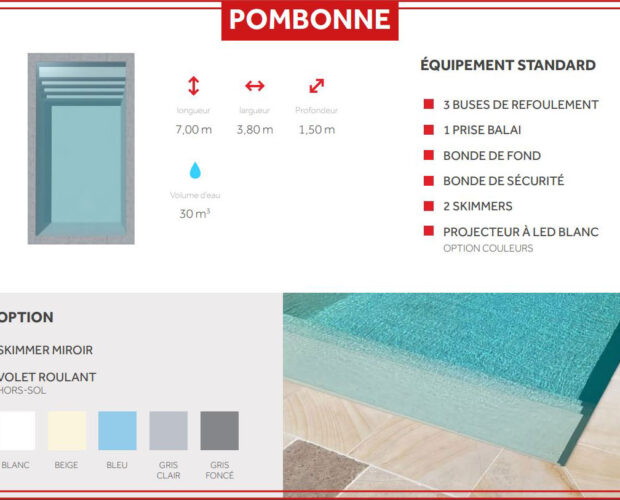 POMBONNE
longueur
7,00 m
largueur
3,80 m
Profondeur
1,50 m
Volume d'eau
30 m³
ÉQUIPEMENT STANDARD
3 BUSES DE REFOULEMENT
1 PRISE BALAI
BONDE DE FOND
BONDE DE SÉCURITÉ
2 SKIMMERS
PROJECTEUR À LED BLANC
OPTION COULEURS
OPTION
SKIMMER MIROIR
VOLET ROULANT
HORS-SOL
BLANC
BEIGE
BLEU
GRIS CLAIR
GRIS FONCÉ